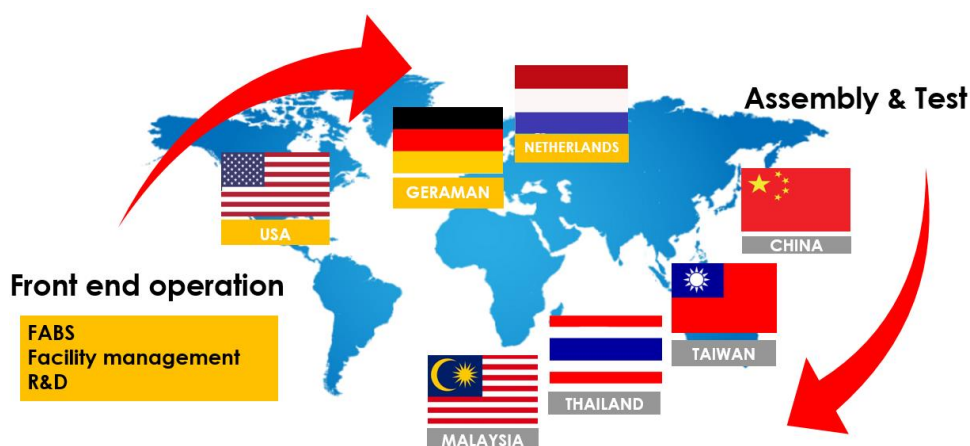 Assembly & Test
NETHERLANDS
GERAMAN
USA
CHINA
Front end operation
FABS
Facility management
R&D
TAIWAN
THAILAND
MALAYSIA